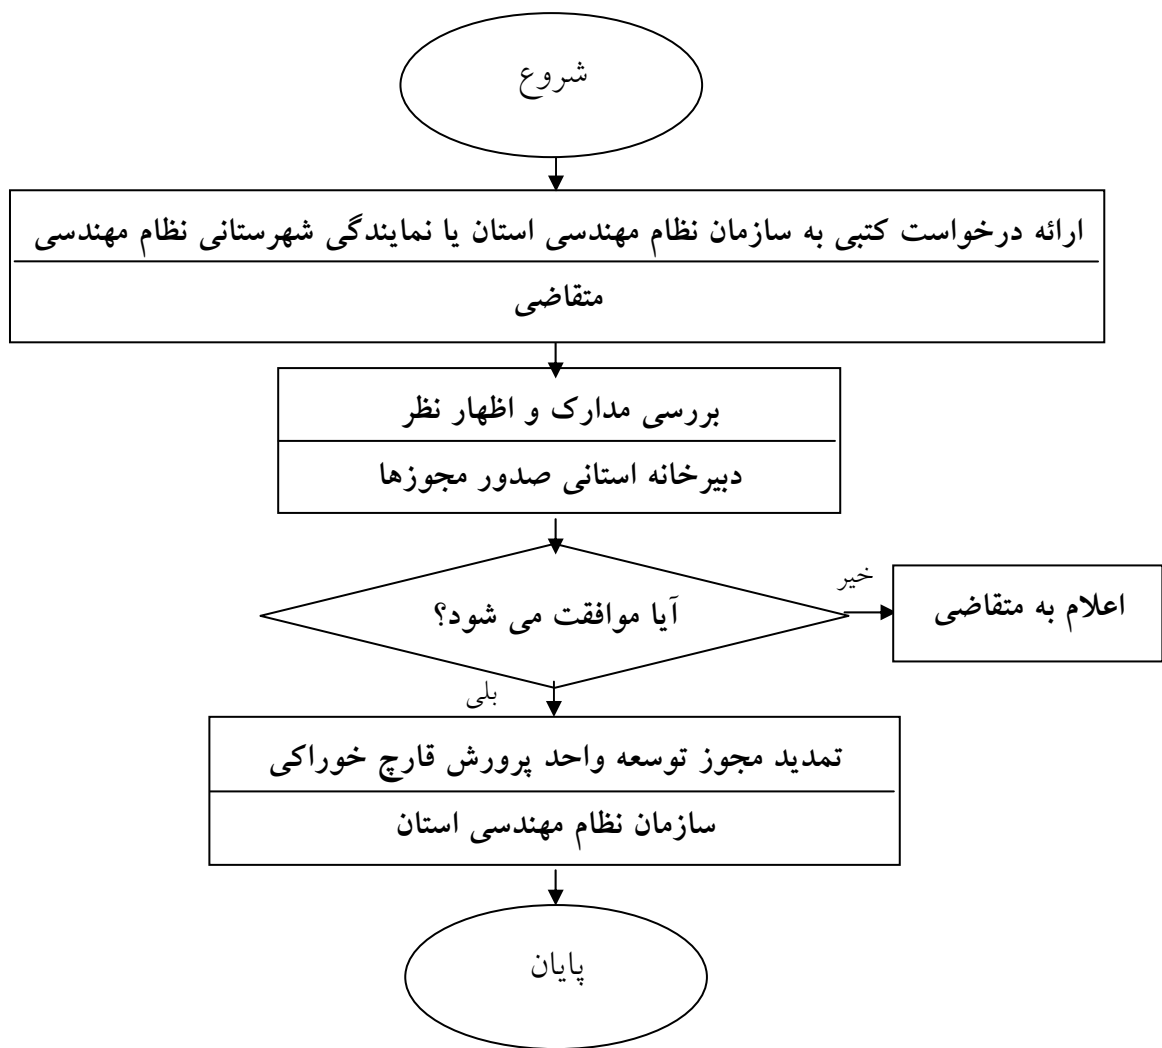 شروع
ارائه درخواست کتبی به سازمان نظام مهندسی استان یا نمایندگی شهرستانی نظام مهندسی
متقاضی
بررسی مدارک و اظهار نظر
دبیرخانه استانی صدور مجوزها
آیا موافقت می شود؟
خیر
اعلام به متقاضی
بلی
تمدید مجوز توسعه واحد پرورش قارچ خوراکی
سازمان نظام مهندسی استان
پایان